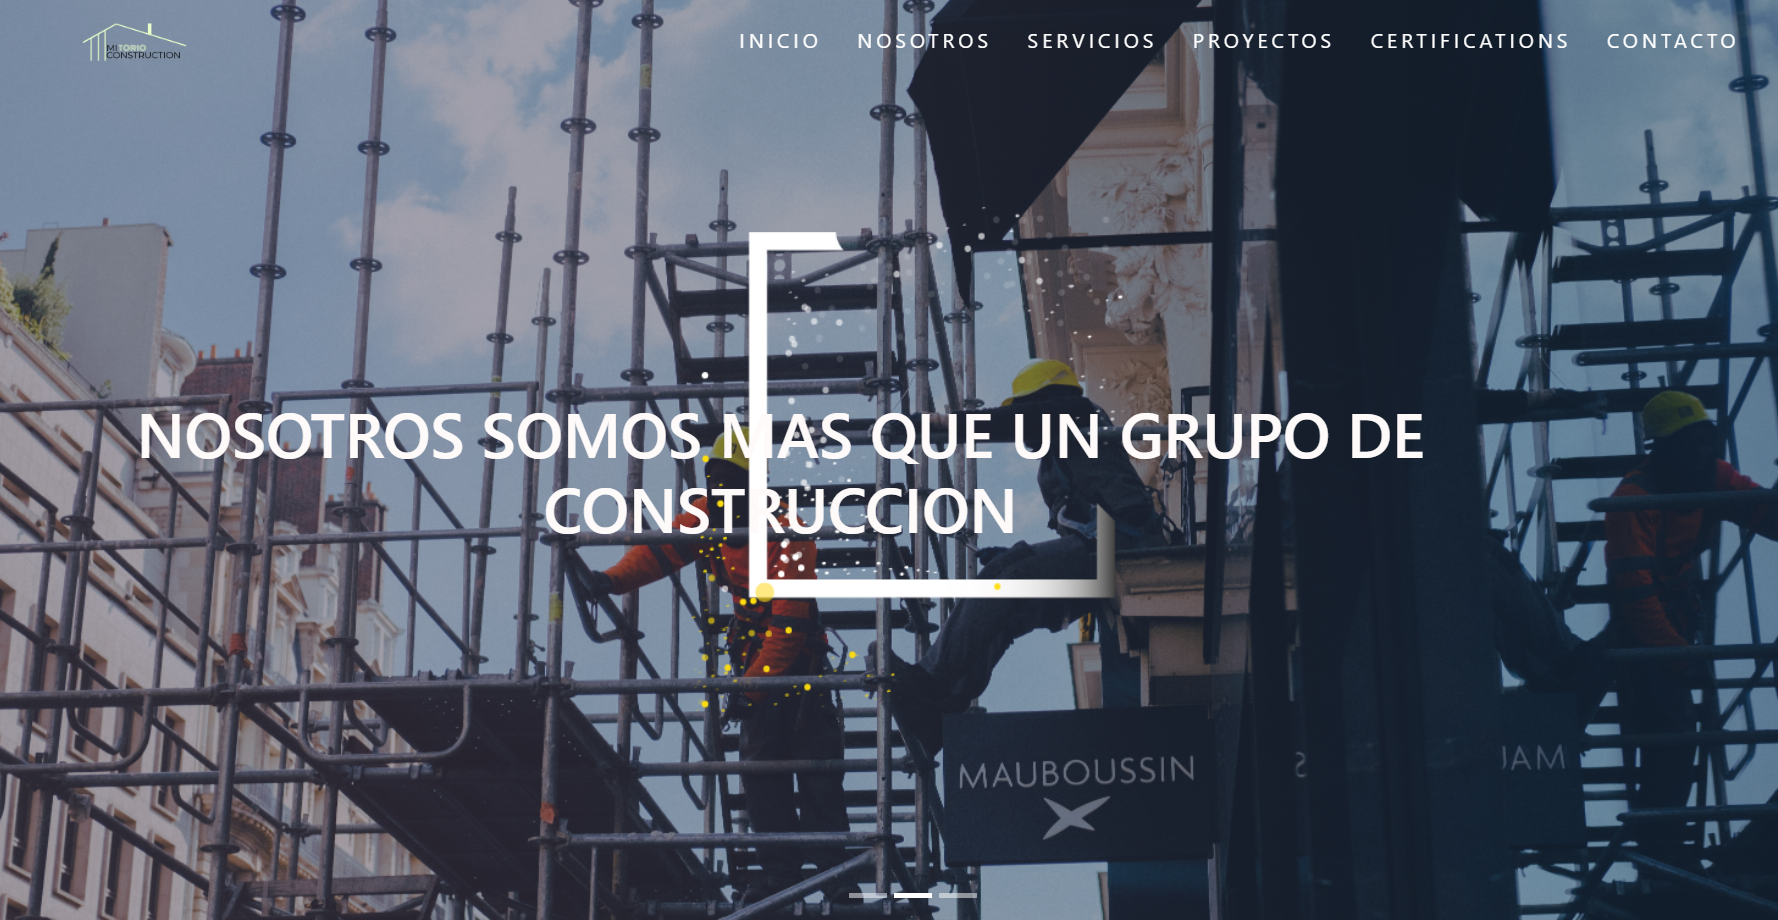 MI TORIO
CONSTRUCTION
INICIO NOSOTROS SERVICIOS PROYECTOS CERTIFICATIONS CONTACTO
NOSOTROS SOMOS MAS QUE UN GRUPO DE
CONSTRUCCION
MAUBOUSSIN